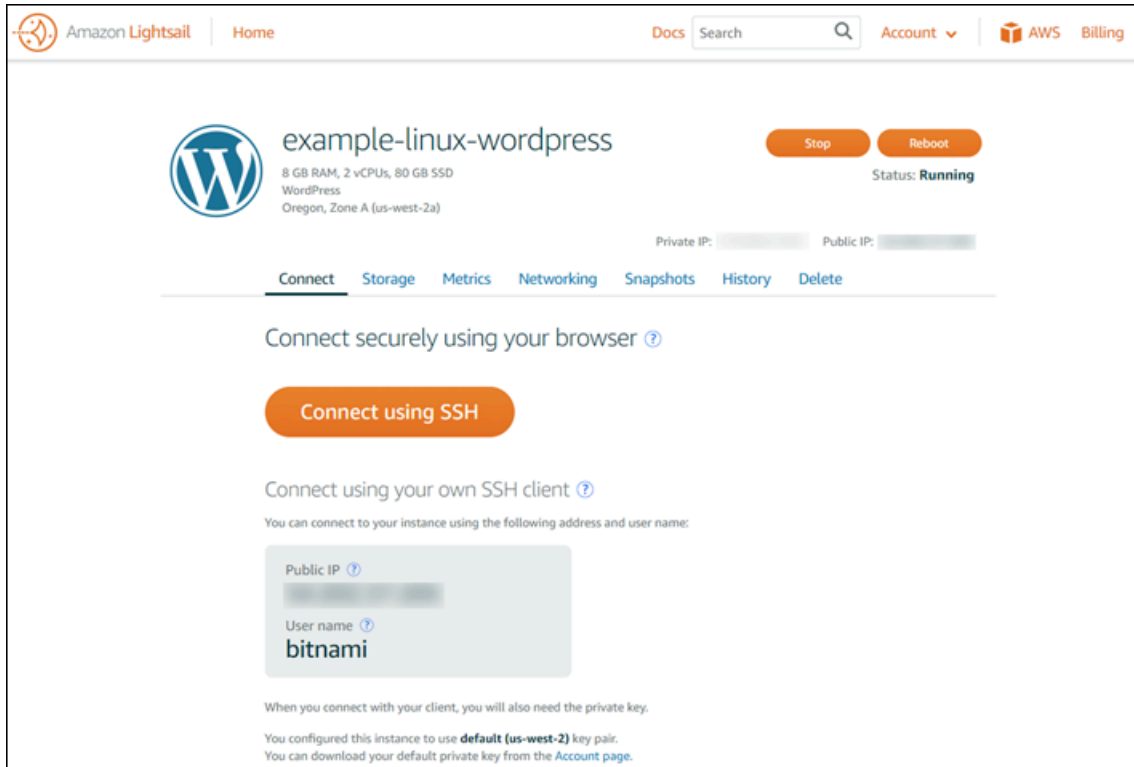 Amazon Lightsail Home Docs Search Account AWS Billing
example-linux-wordpress
Stop Reboot
8 GB RAM, 2 vCPUs, 80 GB SSD
Status: Running
WordPress
Oregon, Zone A (us-west-2a)
Private IP: Public IP:
Connect Storage Metrics Networking Snapshots History Delete
Connect securely using your browser ?
Connect using SSH
Connect using your own SSH client ?
You can connect to your instance using the following address and user name:
Public IP ?
User name ?
bitnami
When you connect with your client, you will also need the private key.
You configured this instance to use default (us-west-2) key pair.
You can download your default private key from the Account page.